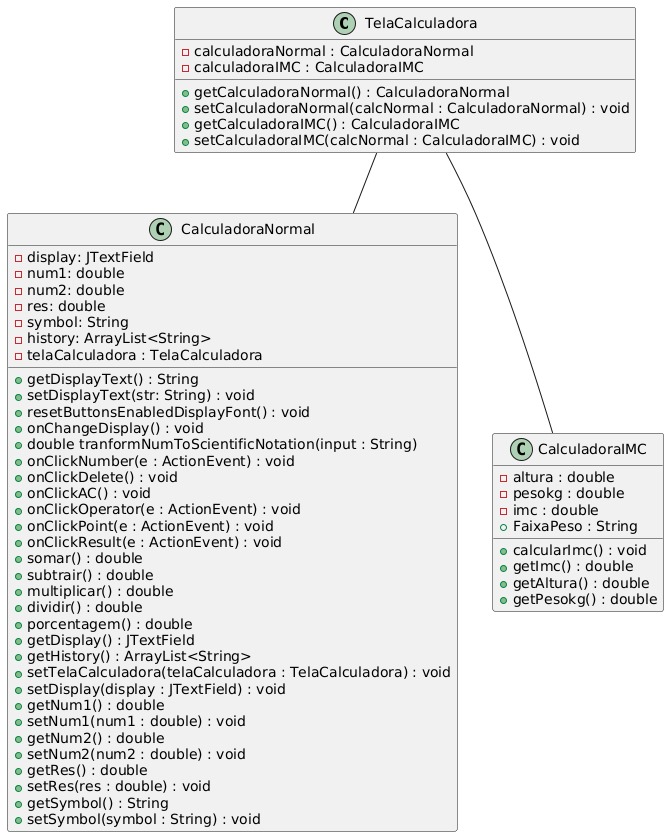 C TelaCalculadora
calculadoraNormal : CalculadoraNormal
calculadoraIMC : CalculadoraIMC
getCalculadoraNormal() : CalculadoraNormal
setCalculadoraNormal(calcNormal : CalculadoraNormal) : void
getCalculadoraIMC() : CalculadoraIMC
setCalculadoraIMC(calcNormal : CalculadoraIMC) : void
C CalculadoraNormal
display: JTextField
num1: double
num2: double
res: double
symbol: String
history: ArrayList<String>
telaCalculadora : TelaCalculadora
getDisplayText() : String
setDisplayText(str: String) : void
resetButtonsEnabledDisplayFont() : void
onChangeDisplay() : void
double tranformNumToScientificNotation(input : String)
onClickNumber(e : ActionEvent) : void
onClickDelete() : void
onClickAC() : void
onClickOperator(e : ActionEvent) : void
onClickPoint(e : ActionEvent) : void
onClickResult(e : ActionEvent) : void
somar() : double
subtrair() : double
multiplicar() : double
dividir() : double
porcentagem() : double
getDisplay() : JTextField
getHistory() : ArrayList<String>
setTelaCalculadora(telaCalculadora : TelaCalculadora) : void
setDisplay(display : JTextField) : void
getNum1() : double
setNum1(num1 : double) : void
getNum2() : double
setNum2(num2 : double) : void
getRes() : double
setRes(res : double) : void
getSymbol() : String
setSymbol(symbol : String) : void
C CalculadoraIMC
altura : double
pesokg : double
imc : double
FaixaPeso : String
calcularImc() : void
getImc() : double
getAltura() : double
getPesokg() : double